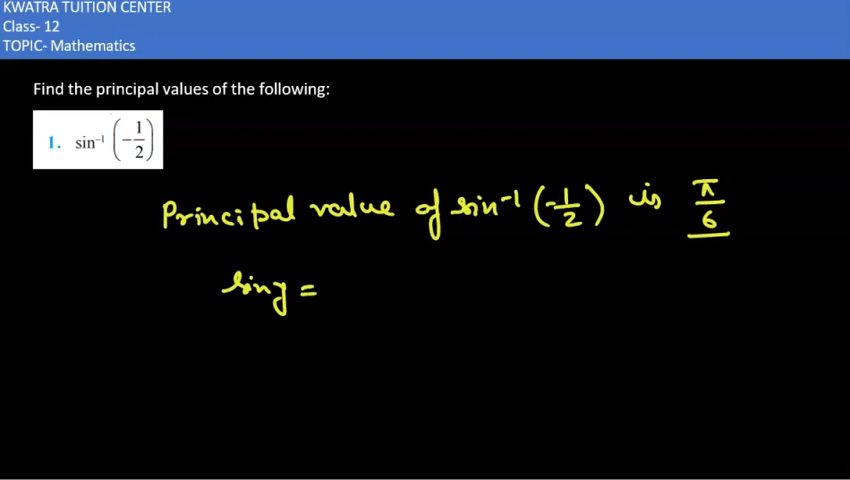 KWATRA TUITION CENTER
Class- 12
TOPIC- Mathematics
Find the principal values of the following:
1. sin⁻¹ (-1/2)
Principal value of sin⁻¹ (-1/2) is π/6
sin y =